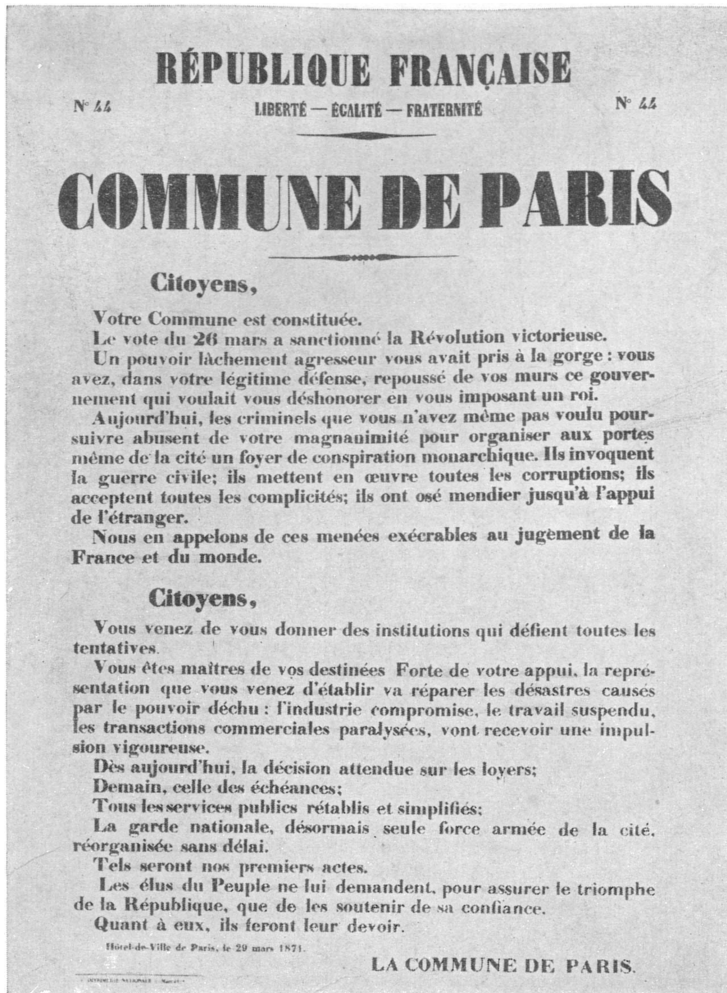 RÉPUBLIQUE FRANÇAISE
N° 44 LIBERTÉ — ÉGALITÉ — FRATERNITÉ N° 44
COMMUNE DE PARIS
Citoyens,
Votre Commune est constituée.
Le vote du 26 mars a sanctionné la Révolution victorieuse.
Un pouvoir lâchement agresseur vous avait pris à la gorge : vous
avez, dans votre légitime défense, repoussé de vos murs ce gouver-
nement qui voulait vous déshonorer en vous imposant un roi.
Aujourd'hui, les criminels que vous n'avez même pas voulu pour-
suivre abusent de votre magnanimité pour organiser aux portes
même de la cité un foyer de conspiration monarchique. Ils invoquent
la guerre civile; ils mettent en œuvre toutes les corruptions; ils
acceptent toutes les complicités; ils ont osé mendier jusqu'à l'appui
de l'étranger.
Nous en appelons de ces menées exécrables au jugement de la
France et du monde.
Citoyens,
Vous venez de vous donner des institutions qui défient toutes les
tentatives.
Vous êtes maîtres de vos destinées Forte de votre appui, la repré-
sentation que vous venez d'établir va réparer les désastres causés
par le pouvoir déchu : l'industrie compromise, le travail suspendu,
les transactions commerciales paralysées, vont recevoir une impul-
sion vigoureuse.
Dès aujourd'hui, la décision attendue sur les loyers;
Demain, celle des échéances;
Tous les services publics rétablis et simplifiés;
La garde nationale, désormais seule force armée de la cité,
réorganisée sans délai.
Tels seront nos premiers actes.
Les élus du Peuple ne lui demandent, pour assurer le triomphe
de la République, que de les soutenir de sa confiance.
Quant à eux, ils feront leur devoir.
Hôtel-de-Ville de Paris, le 29 mars 1871.
LA COMMUNE DE PARIS.
IMPRIMERIE NATIONALE